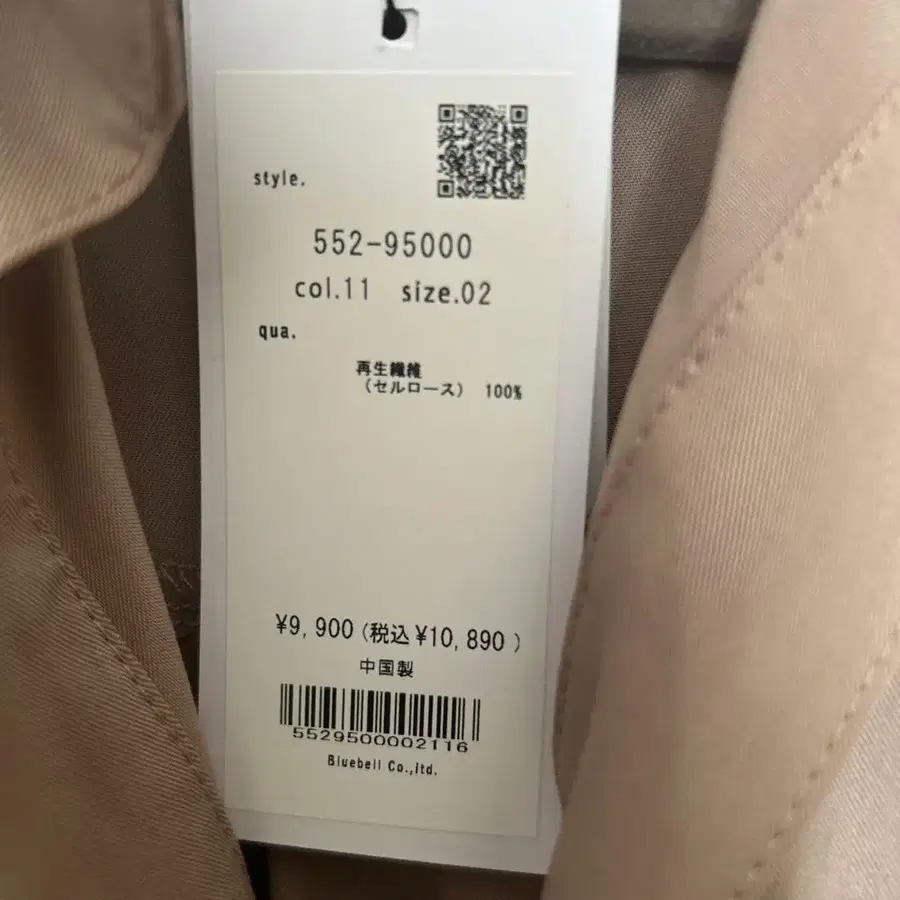 style.
552-95000
col.11 size.02
qua.
再生繊維
(セルロース) 100%
¥9,900(税込¥10,890)
中国製
5529500002116
Bluebell Co.,ltd.